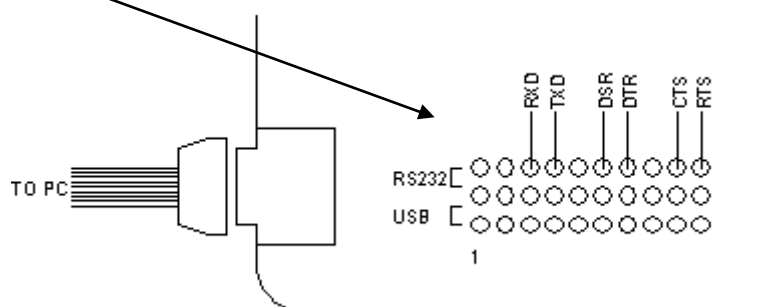 RXD
TXD
DSR
DTR
CTS
RTS
TO PC
RS232
USB
1